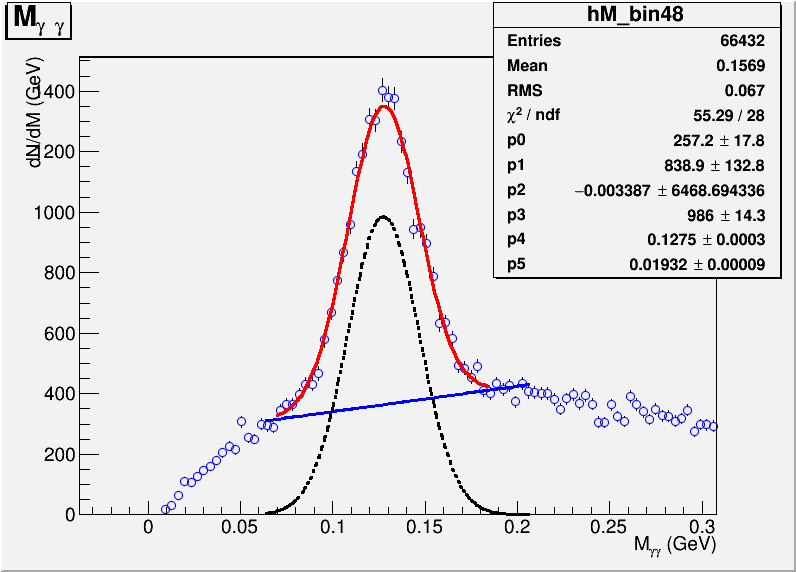 M γ γ
hM_bin48
Entries 66432
Mean 0.1569
RMS 0.067
χ² / ndf 55.29 / 28
p0 257.2 ± 17.8
p1 838.9 ± 132.8
p2 −0.003387 ± 6468.694336
p3 986 ± 14.3
p4 0.1275 ± 0.0003
p5 0.01932 ± 0.00009
dN/dM (GeV)
1400
1200
1000
800
600
400
200
0
0 0.05 0.1 0.15 0.2 0.25 0.3
Mγγ (GeV)